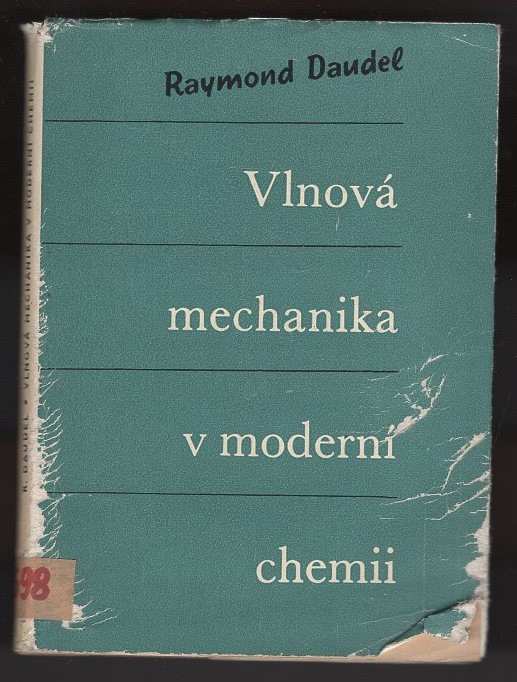 Raymond Daudel
Vlnová
mechanika
v moderní
chemii
R. DAUDEL • VLNOVÁ MECHANIKA V MODERNÍ CHEMII
98